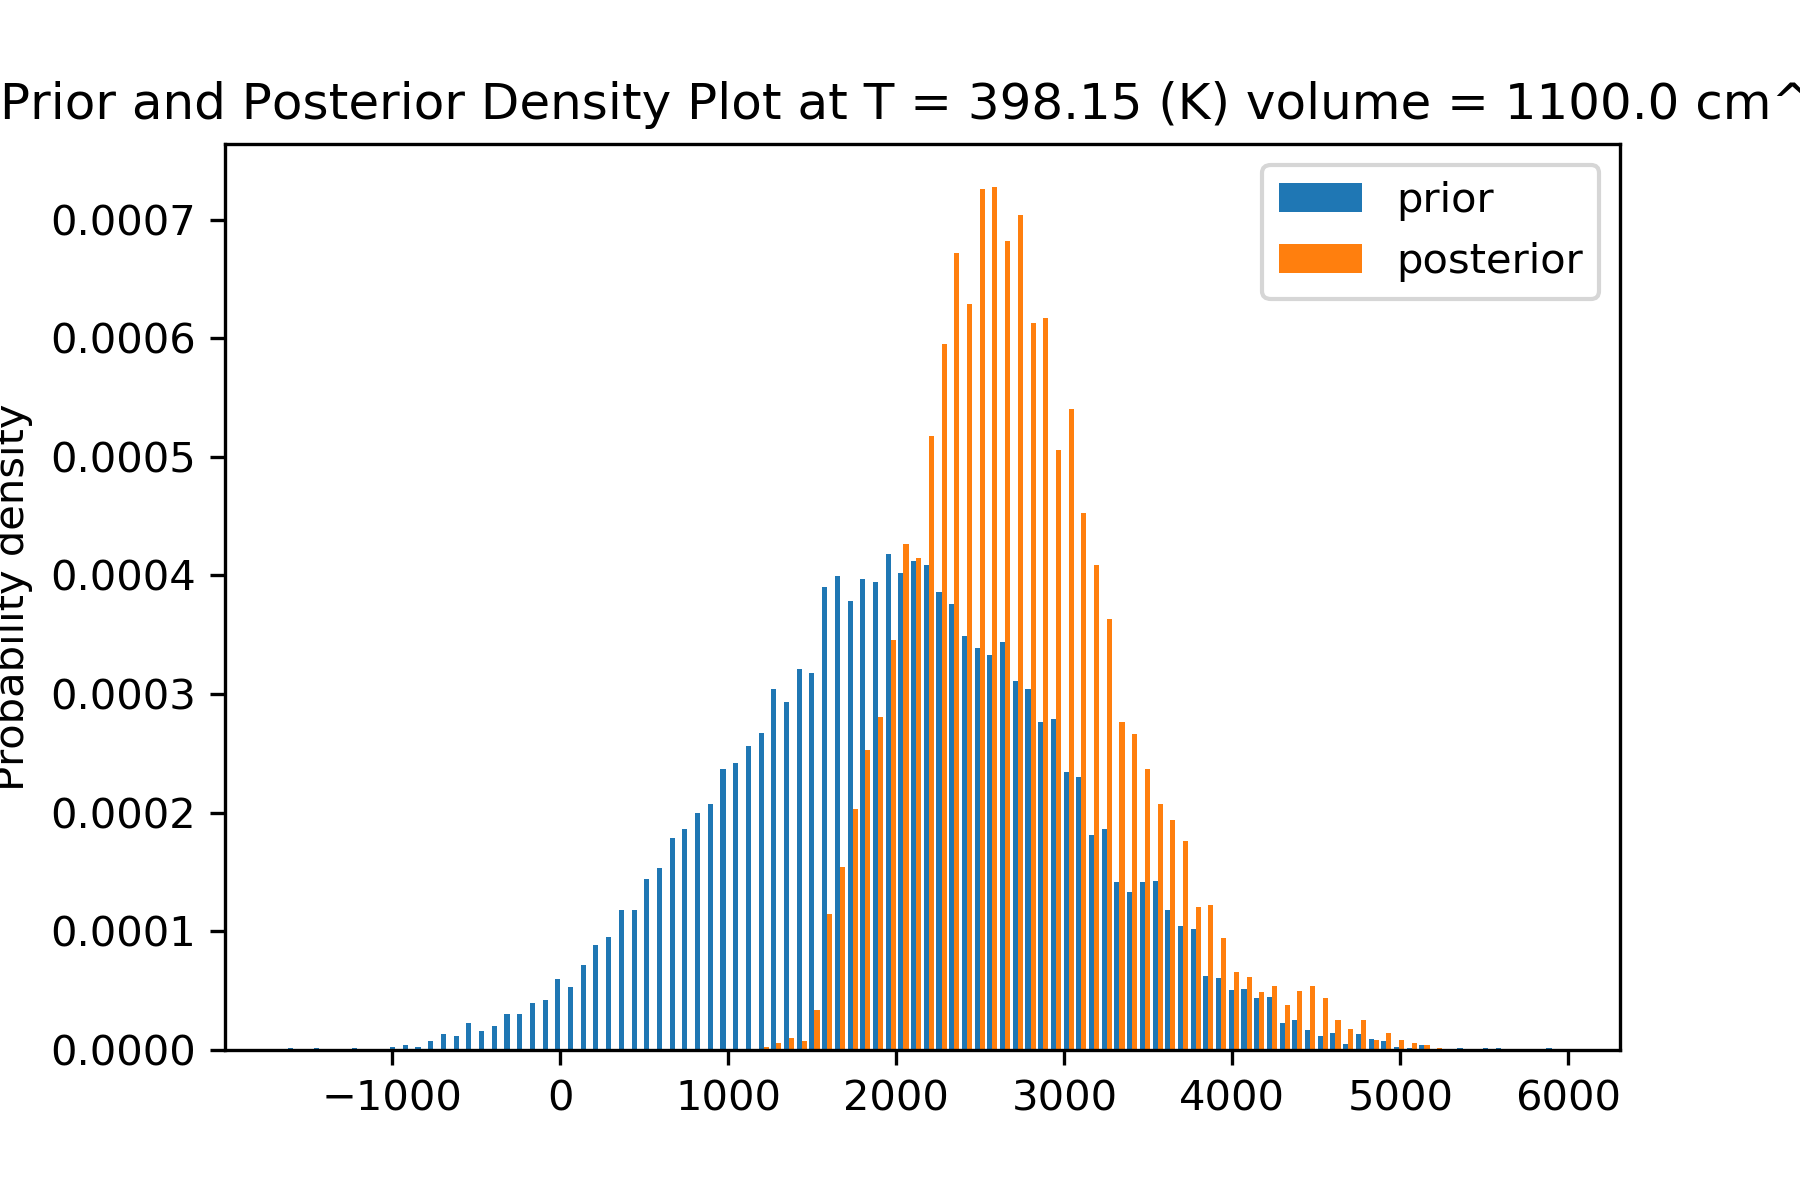 Prior and Posterior Density Plot at T = 398.15 (K) volume = 1100.0 cm^
prior
posterior
Probability density
0.0007
0.0006
0.0005
0.0004
0.0003
0.0002
0.0001
0.0000
−1000 0 1000 2000 3000 4000 5000 6000